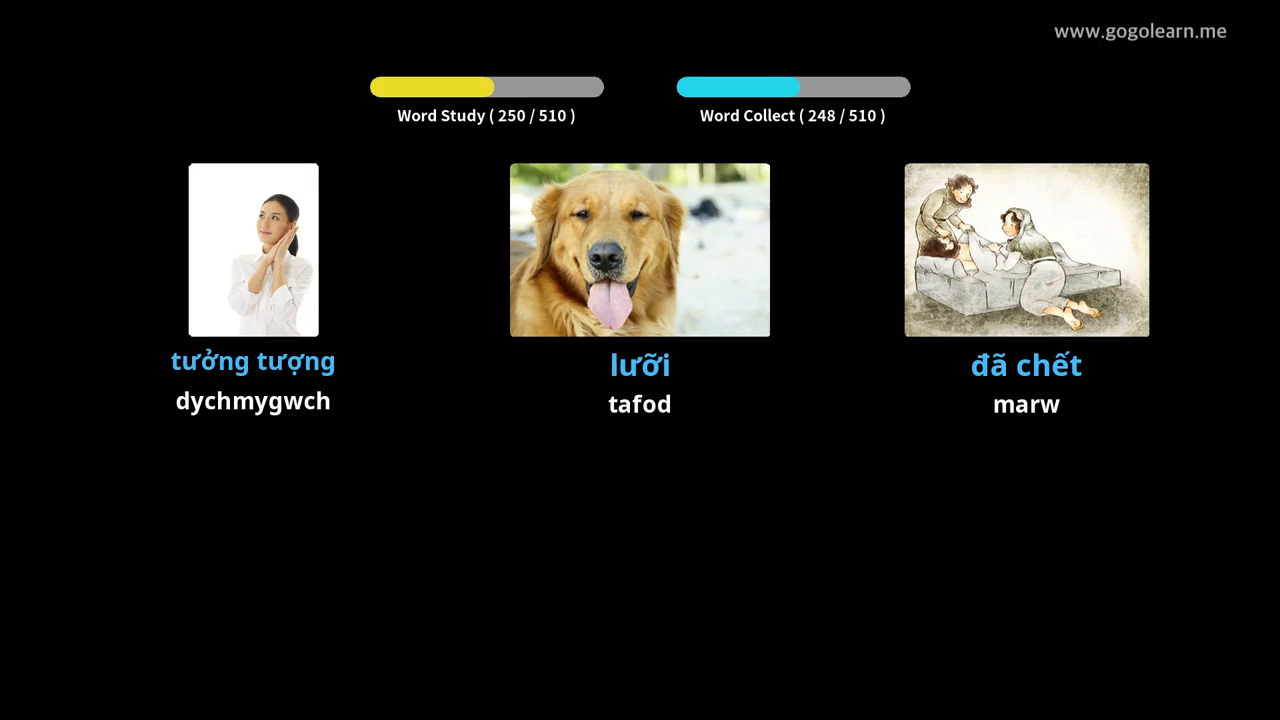 www.gogolearn.me
Word Study ( 250 / 510 )
Word Collect ( 248 / 510 )
tưởng tượng
dychmygwch
lưỡi
tafod
đã chết
marw